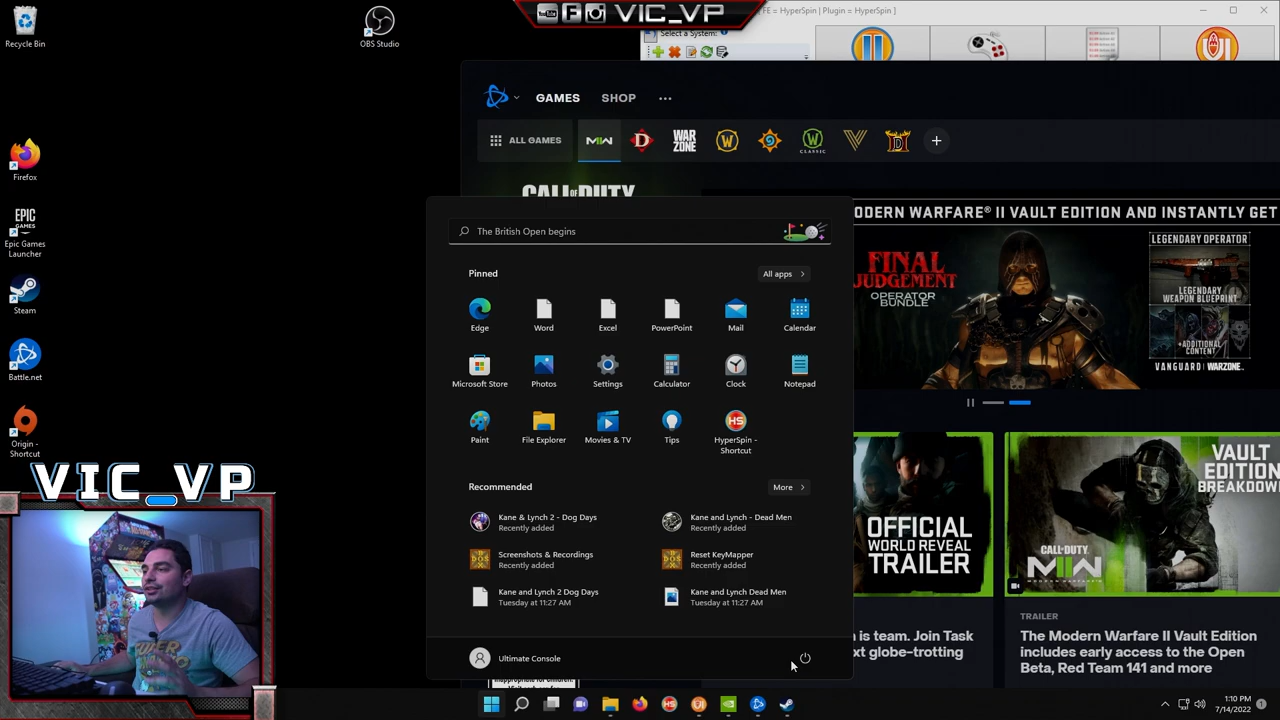 Recycle Bin
OBS Studio
VIC_VP
FE = HyperSpin | Plugin = HyperSpin ]
Select a System:
Firefox
EPIC
GAMES
Epic Games
Launcher
Steam
Battle.net
Origin -
Shortcut
GAMES
SHOP
ALL GAMES
MWII
WAR
ZONE
CLASSIC
CALL OF DUTY
ODERN WARFARE® II VAULT EDITION AND INSTANTLY GET
FINAL
JUDGEMENT
OPERATOR
BUNDLE
LEGENDARY
OPERATOR
LEGENDARY
WEAPON BLUEPRINT
+ADDITIONAL
CONTENT
VANGUARD | WARZONE
The British Open begins
Pinned
All apps
Edge
Word
Excel
PowerPoint
Mail
Calendar
Microsoft Store
Photos
Settings
Calculator
Clock
Notepad
Paint
File Explorer
Movies & TV
Tips
HyperSpin -
Shortcut
Recommended
More
Kane & Lynch 2 - Dog Days
Recently added
Kane and Lynch - Dead Men
Recently added
Screenshots & Recordings
Recently added
Reset KeyMapper
Recently added
Kane and Lynch 2 Dog Days
Tuesday at 11:27 AM
Kane and Lynch Dead Men
Tuesday at 11:27 AM
Ultimate Console
OFFICIAL
WORLD REVEAL
TRAILER
VAULT
EDITION
BREAKDOWN
CALL OF DUTY
MWII
MODERN WARFARE II
TRAILER
e is team. Join Task
xt globe-trotting
The Modern Warfare II Vault Edition
includes early access to the Open
Beta, Red Team 141 and more
VIC_VP
1:10 PM
7/14/2022